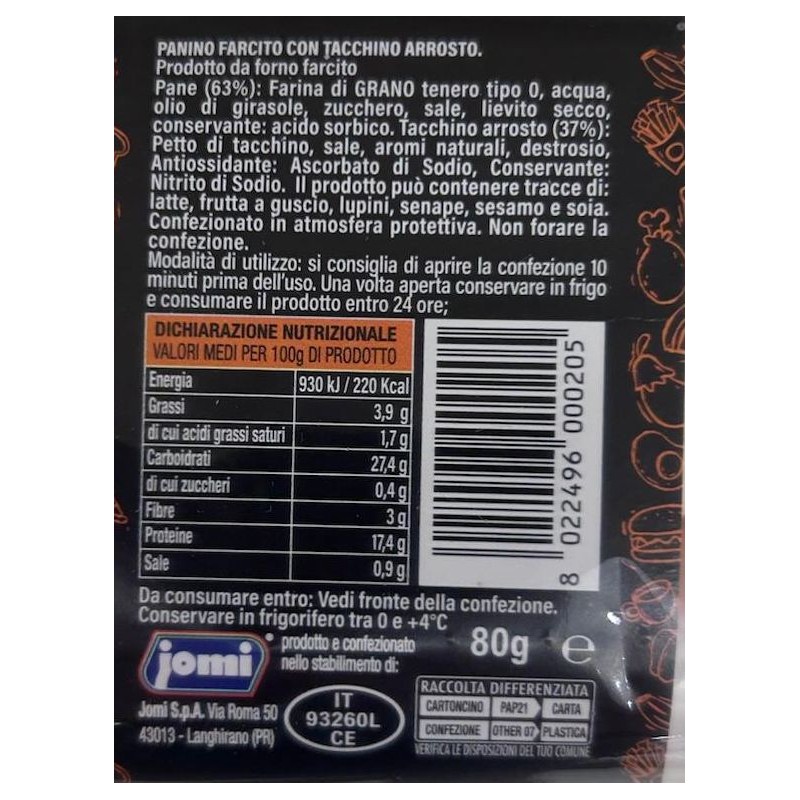 PANINO FARCITO CON TACCHINO ARROSTO.
Prodotto da forno farcito
Pane (63%): Farina di GRANO tenero tipo 0, acqua,
olio di girasole, zucchero, sale, lievito secco,
conservante: acido sorbico. Tacchino arrosto (37%):
Petto di tacchino, sale, aromi naturali, destrosio,
Antiossidante: Ascorbato di Sodio, Conservante:
Nitrito di Sodio. Il prodotto può contenere tracce di:
latte, frutta a guscio, lupini, senape, sesamo e soia.
Confezionato in atmosfera protettiva. Non forare la
confezione.
Modalità di utilizzo: si consiglia di aprire la confezione 10
minuti prima dell'uso. Una volta aperta conservare in frigo
e consumare il prodotto entro 24 ore;
DICHIARAZIONE NUTRIZIONALE
VALORI MEDI PER 100g DI PRODOTTO
Energia 930 kJ / 220 Kcal
Grassi 3,9 g
di cui acidi grassi saturi 1,7 g
Carboidrati 27,4 g
di cui zuccheri 0,4 g
Fibre 3 g
Proteine 17,4 g
Sale 0,9 g
8 022496 000205
Da consumare entro: Vedi fronte della confezione.
Conservare in frigorifero tra 0 e +4°C
jomi
prodotto e confezionato
nello stabilimento di:
80g e
Jomi S.p.A. Via Roma 50
43013 - Langhirano (PR)
IT
93260L
CE
RACCOLTA DIFFERENZIATA
CARTONCINO PAP21 CARTA
CONFEZIONE OTHER 07 PLASTICA
VERIFICA LE DISPOSIZIONI DEL TUO COMUNE